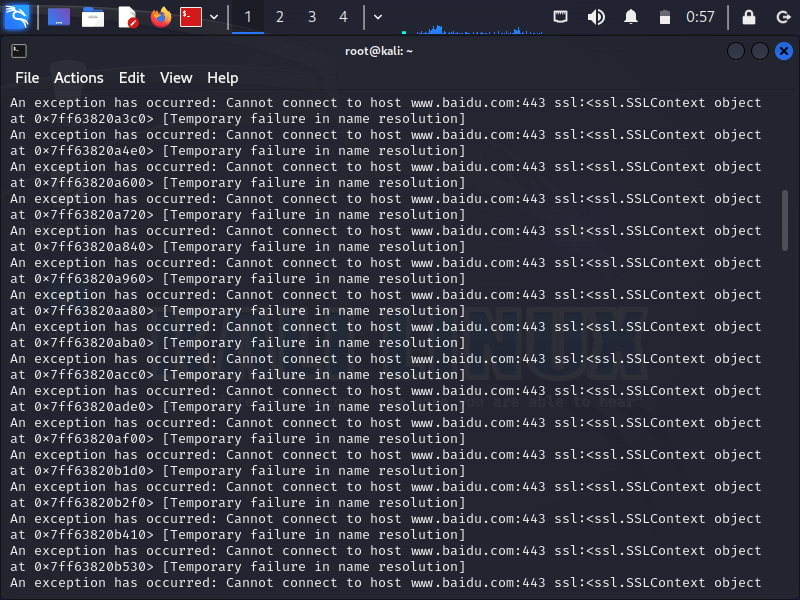 1 2 3 4 0:57
root@kali: ~
File Actions Edit View Help
An exception has occurred: Cannot connect to host www.baidu.com:443 ssl:<ssl.SSLContext object
at 0×7ff63820a3c0> [Temporary failure in name resolution]
An exception has occurred: Cannot connect to host www.baidu.com:443 ssl:<ssl.SSLContext object
at 0×7ff63820a4e0> [Temporary failure in name resolution]
An exception has occurred: Cannot connect to host www.baidu.com:443 ssl:<ssl.SSLContext object
at 0×7ff63820a600> [Temporary failure in name resolution]
An exception has occurred: Cannot connect to host www.baidu.com:443 ssl:<ssl.SSLContext object
at 0×7ff63820a720> [Temporary failure in name resolution]
An exception has occurred: Cannot connect to host www.baidu.com:443 ssl:<ssl.SSLContext object
at 0×7ff63820a840> [Temporary failure in name resolution]
An exception has occurred: Cannot connect to host www.baidu.com:443 ssl:<ssl.SSLContext object
at 0×7ff63820a960> [Temporary failure in name resolution]
An exception has occurred: Cannot connect to host www.baidu.com:443 ssl:<ssl.SSLContext object
at 0×7ff63820aa80> [Temporary failure in name resolution]
An exception has occurred: Cannot connect to host www.baidu.com:443 ssl:<ssl.SSLContext object
at 0×7ff63820aba0> [Temporary failure in name resolution]
An exception has occurred: Cannot connect to host www.baidu.com:443 ssl:<ssl.SSLContext object
at 0×7ff63820acc0> [Temporary failure in name resolution]
An exception has occurred: Cannot connect to host www.baidu.com:443 ssl:<ssl.SSLContext object
at 0×7ff63820ade0> [Temporary failure in name resolution]
An exception has occurred: Cannot connect to host www.baidu.com:443 ssl:<ssl.SSLContext object
at 0×7ff63820af00> [Temporary failure in name resolution]
An exception has occurred: Cannot connect to host www.baidu.com:443 ssl:<ssl.SSLContext object
at 0×7ff63820b1d0> [Temporary failure in name resolution]
An exception has occurred: Cannot connect to host www.baidu.com:443 ssl:<ssl.SSLContext object
at 0×7ff63820b2f0> [Temporary failure in name resolution]
An exception has occurred: Cannot connect to host www.baidu.com:443 ssl:<ssl.SSLContext object
at 0×7ff63820b410> [Temporary failure in name resolution]
An exception has occurred: Cannot connect to host www.baidu.com:443 ssl:<ssl.SSLContext object
at 0×7ff63820b530> [Temporary failure in name resolution]
An exception has occurred: Cannot connect to host www.baidu.com:443 ssl:<ssl.SSLContext object